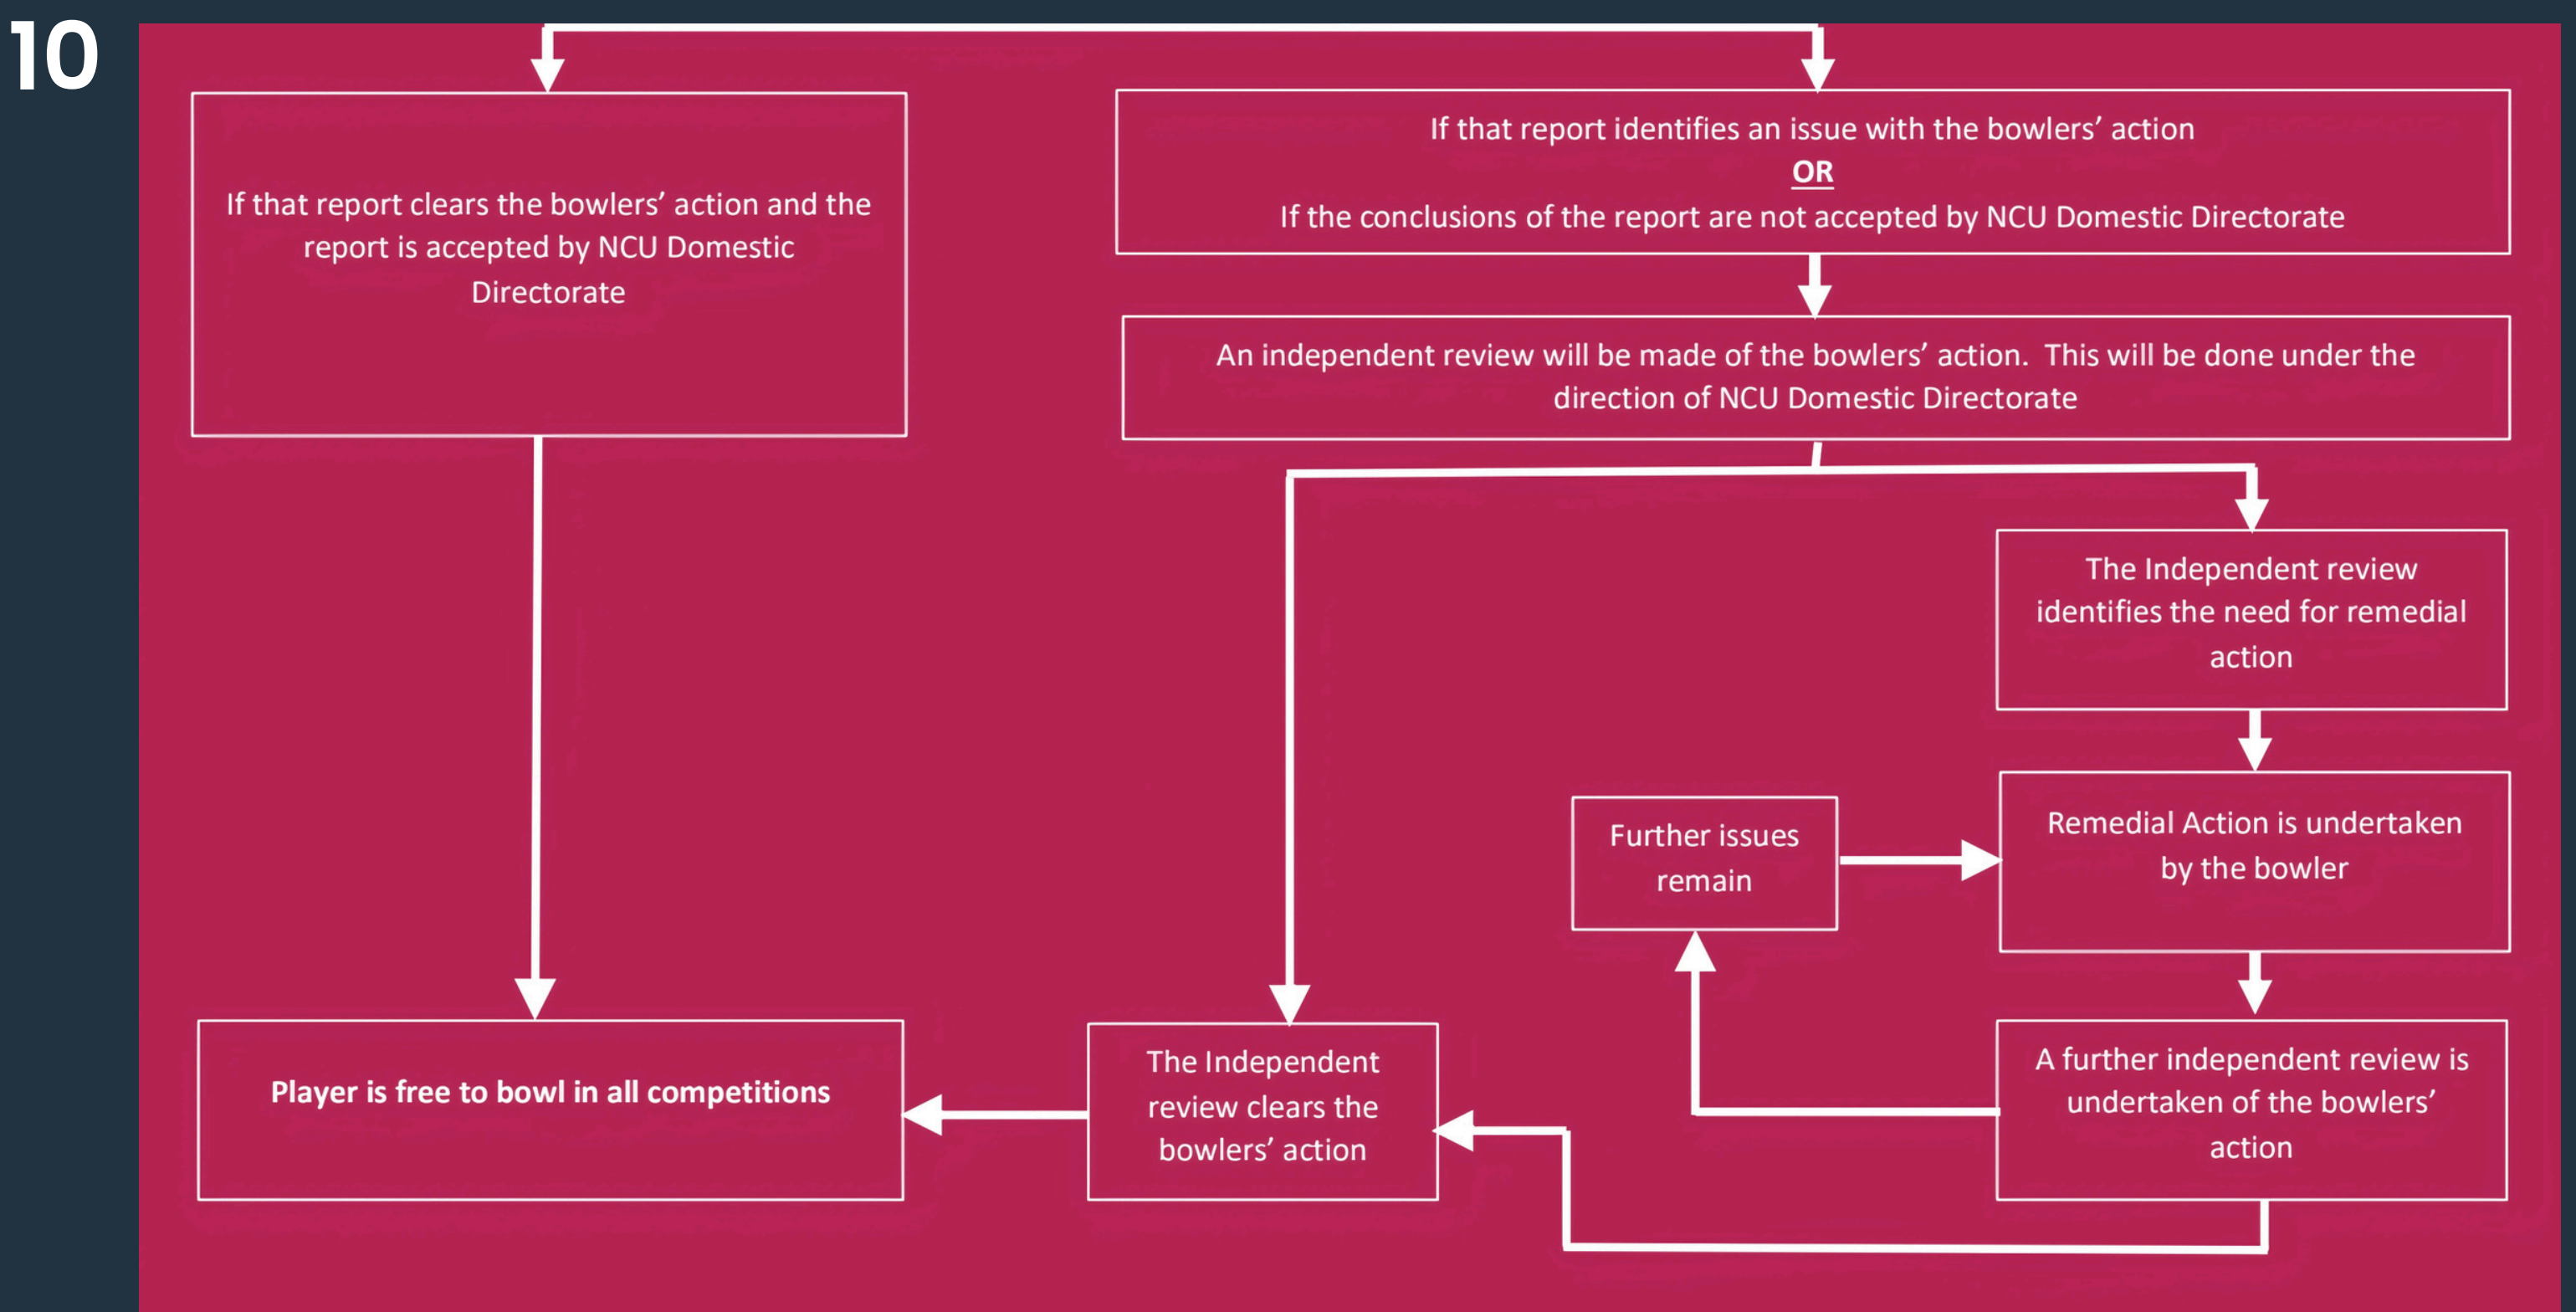 10
If that report clears the bowlers’ action and the
report is accepted by NCU Domestic
Directorate
If that report identifies an issue with the bowlers’ action
OR
If the conclusions of the report are not accepted by NCU Domestic Directorate
An independent review will be made of the bowlers’ action.  This will be done under the
direction of NCU Domestic Directorate
The Independent review
identifies the need for remedial
action
Further issues
remain
Remedial Action is undertaken
by the bowler
Player is free to bowl in all competitions
The Independent
review clears the
bowlers’ action
A further independent review is
undertaken of the bowlers’
action